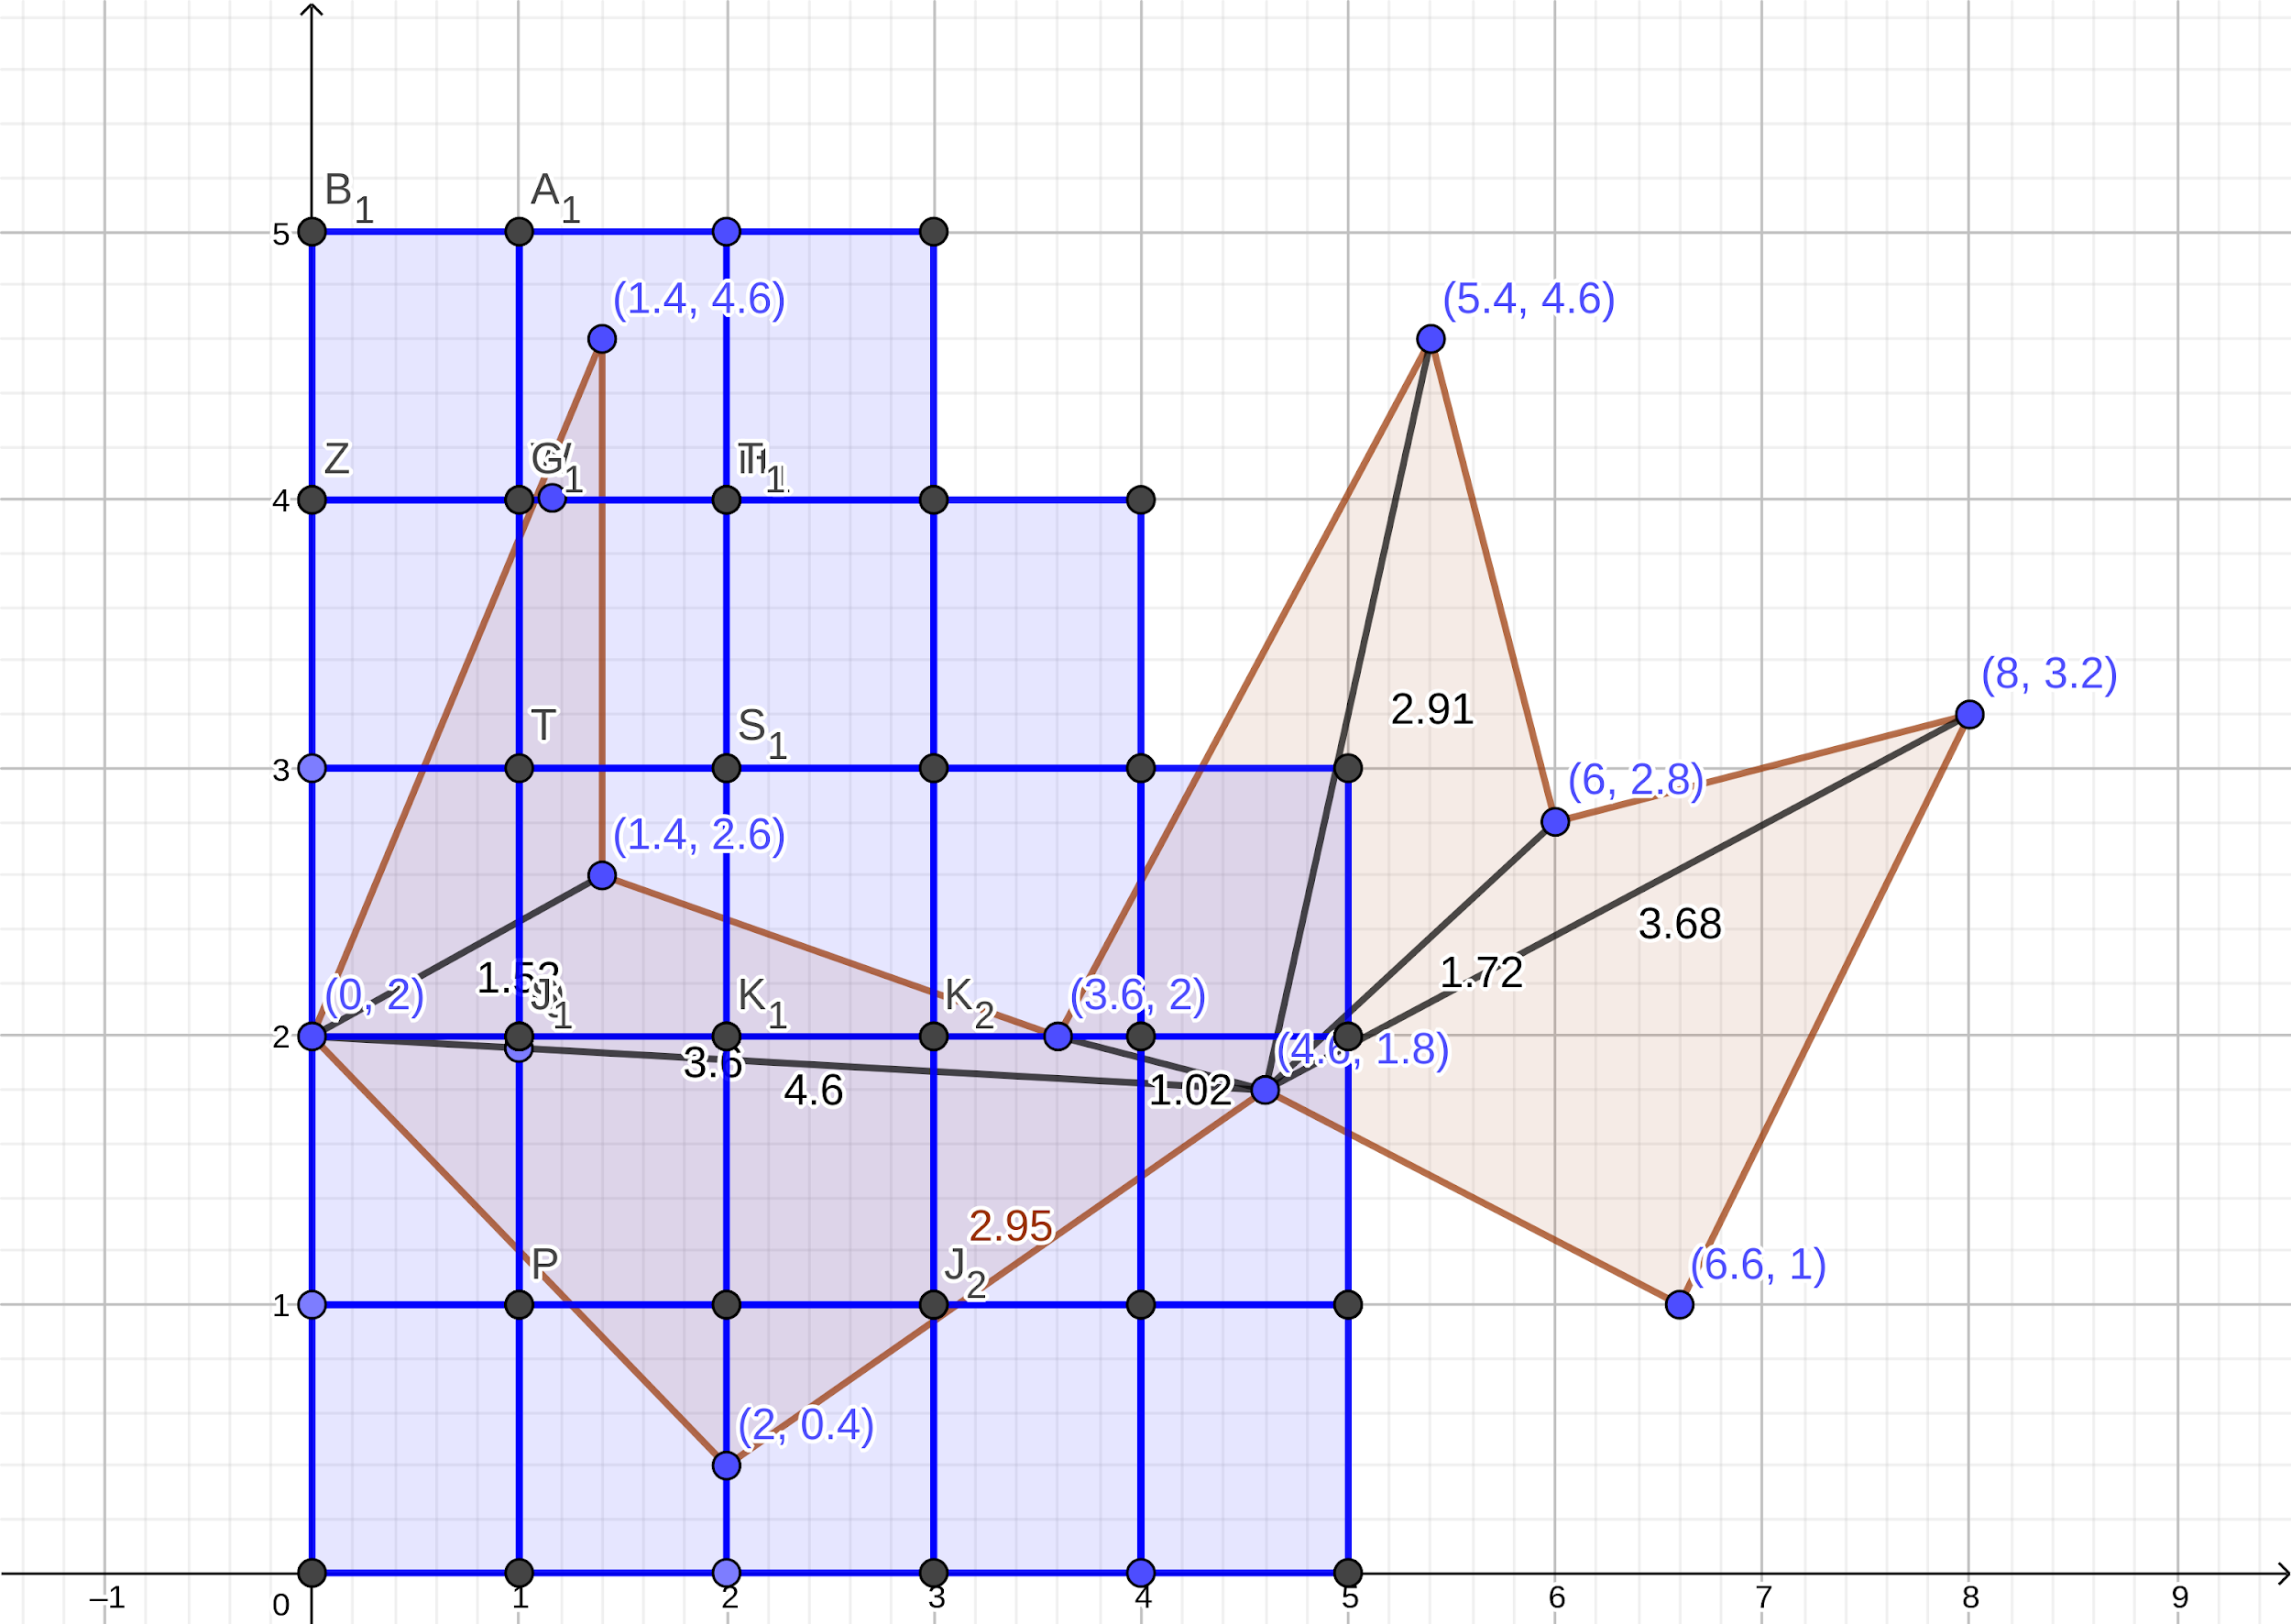 B1 A1
5
(1.4, 4.6) (5.4, 4.6)
Z G1
4
2.91
(8, 3.2)
T S1
3
(6, 2.8)
(1.4, 2.6)
3.68
1.72
(0, 2) J1 K1 K2 (3.6, 2)
2
(4.6, 1.8)
3.6
4.6 1.02
2.95
P J2 (6.6, 1)
1
(2, 0.4)
–1 0 1 2 3 4 5 6 7 8 9